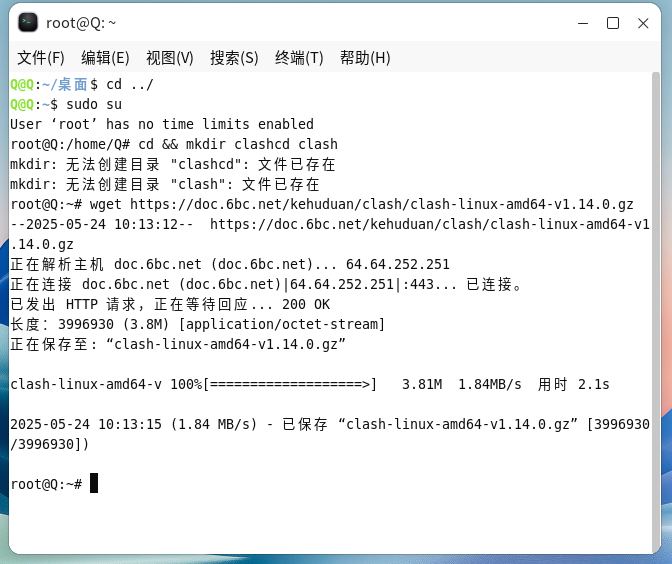 root@Q: ~
文件(F) 编辑(E) 视图(V) 搜索(S) 终端(T) 帮助(H)
Q@Q:~/桌面$ cd ../
Q@Q:~$ sudo su
User ‘root’ has no time limits enabled
root@Q:/home/Q# cd && mkdir clashcd clash
mkdir: 无法创建目录 "clashcd": 文件已存在
mkdir: 无法创建目录 "clash": 文件已存在
root@Q:~# wget https://doc.6bc.net/kehuduan/clash/clash-linux-amd64-v1.14.0.gz
--2025-05-24 10:13:12--  https://doc.6bc.net/kehuduan/clash/clash-linux-amd64-v1
.14.0.gz
正在解析主机 doc.6bc.net (doc.6bc.net)... 64.64.252.251
正在连接 doc.6bc.net (doc.6bc.net)|64.64.252.251|:443... 已连接。
已发出 HTTP 请求，正在等待回应... 200 OK
长度：3996930 (3.8M) [application/octet-stream]
正在保存至: “clash-linux-amd64-v1.14.0.gz”
clash-linux-amd64-v 100%[===================>]   3.81M  1.84MB/s  用时 2.1s
2025-05-24 10:13:15 (1.84 MB/s) - 已保存 “clash-linux-amd64-v1.14.0.gz” [3996930
/3996930])
root@Q:~#